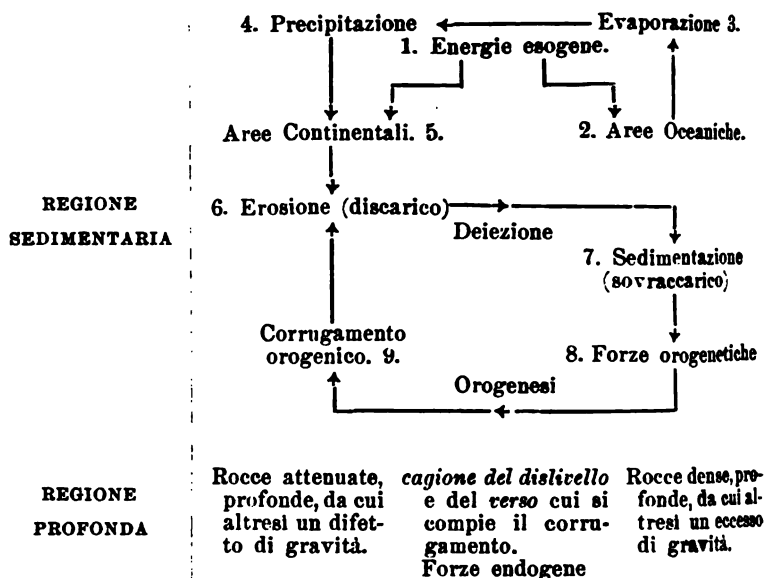 4. Precipitazione
Evaporazione 3.
1. Energie esogene.
Aree Continentali. 5.
2. Aree Oceaniche.
REGIONE
SEDIMENTARIA
6. Erosione (discarico)
Deiezione
7. Sedimentazione
(sovraccarico)
Corrugamento
orogenico. 9.
8. Forze orogenetiche
Orogenesi
REGIONE
PROFONDA
Rocce attenuate,
profonde, da cui
altresì un difet-
to di gravità.
cagione del dislivello
e del verso cui si
compie il corru-
gamento.
Forze endogene
Rocce dense, pro-
fonde, da cui al-
tresì un eccesso
di gravità.